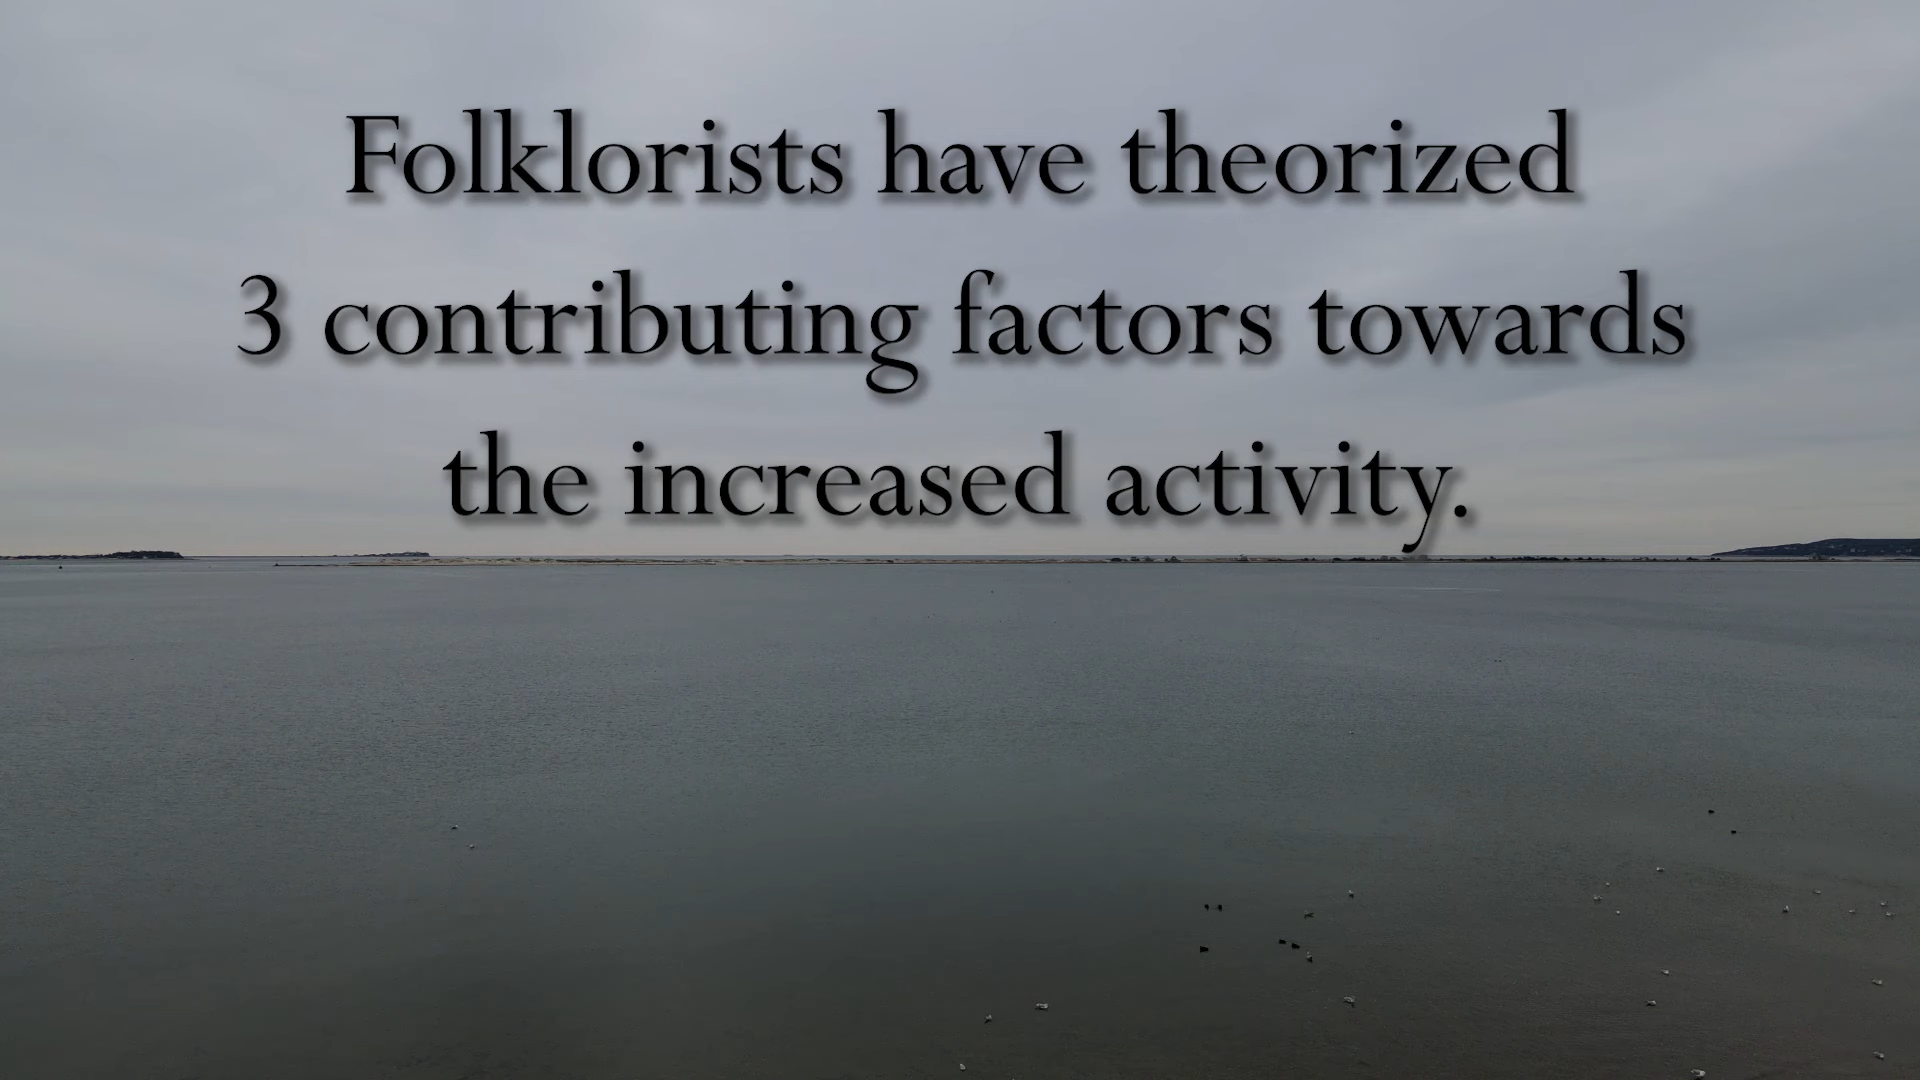 Folklorists have theorized
3 contributing factors towards
the increased activity.